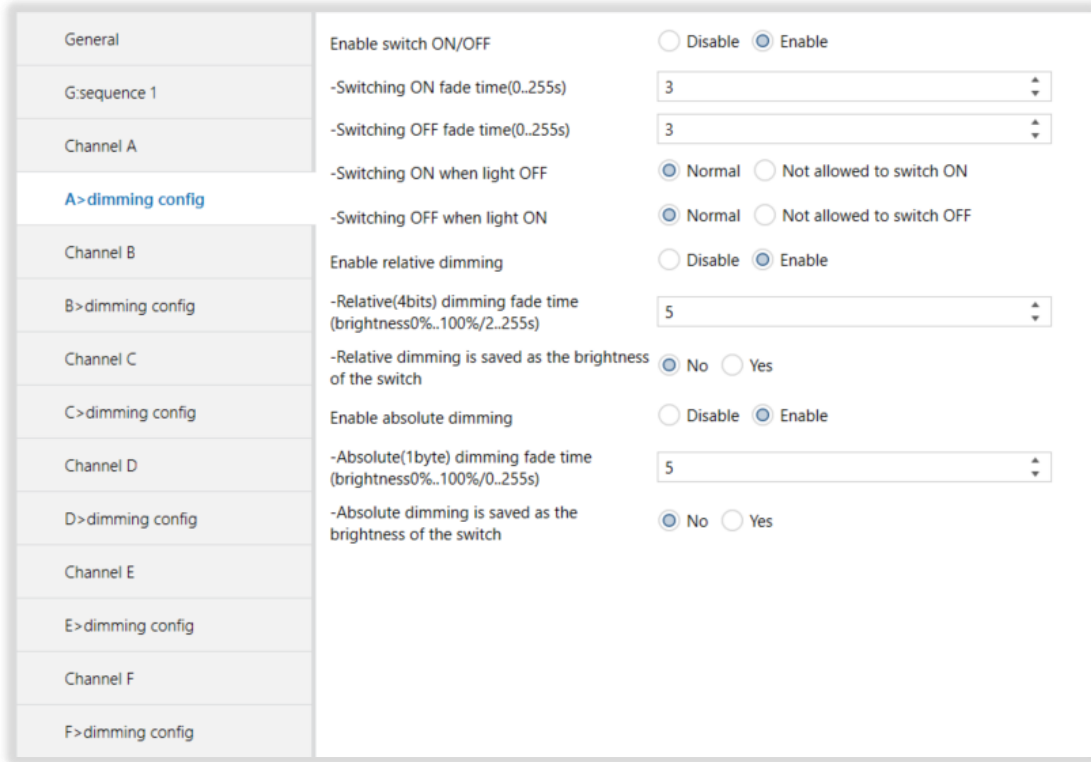 General
G:sequence 1
Channel A
A>dimming config
Channel B
B>dimming config
Channel C
C>dimming config
Channel D
D>dimming config
Channel E
E>dimming config
Channel F
F>dimming config
Enable switch ON/OFF Disable Enable
-Switching ON fade time(0..255s) 3
-Switching OFF fade time(0..255s) 3
-Switching ON when light OFF Normal Not allowed to switch ON
-Switching OFF when light ON Normal Not allowed to switch OFF
Enable relative dimming Disable Enable
-Relative(4bits) dimming fade time
(brightness0%..100%/2..255s) 5
-Relative dimming is saved as the brightness
of the switch No Yes
Enable absolute dimming Disable Enable
-Absolute(1byte) dimming fade time
(brightness0%..100%/0..255s) 5
-Absolute dimming is saved as the
brightness of the switch No Yes